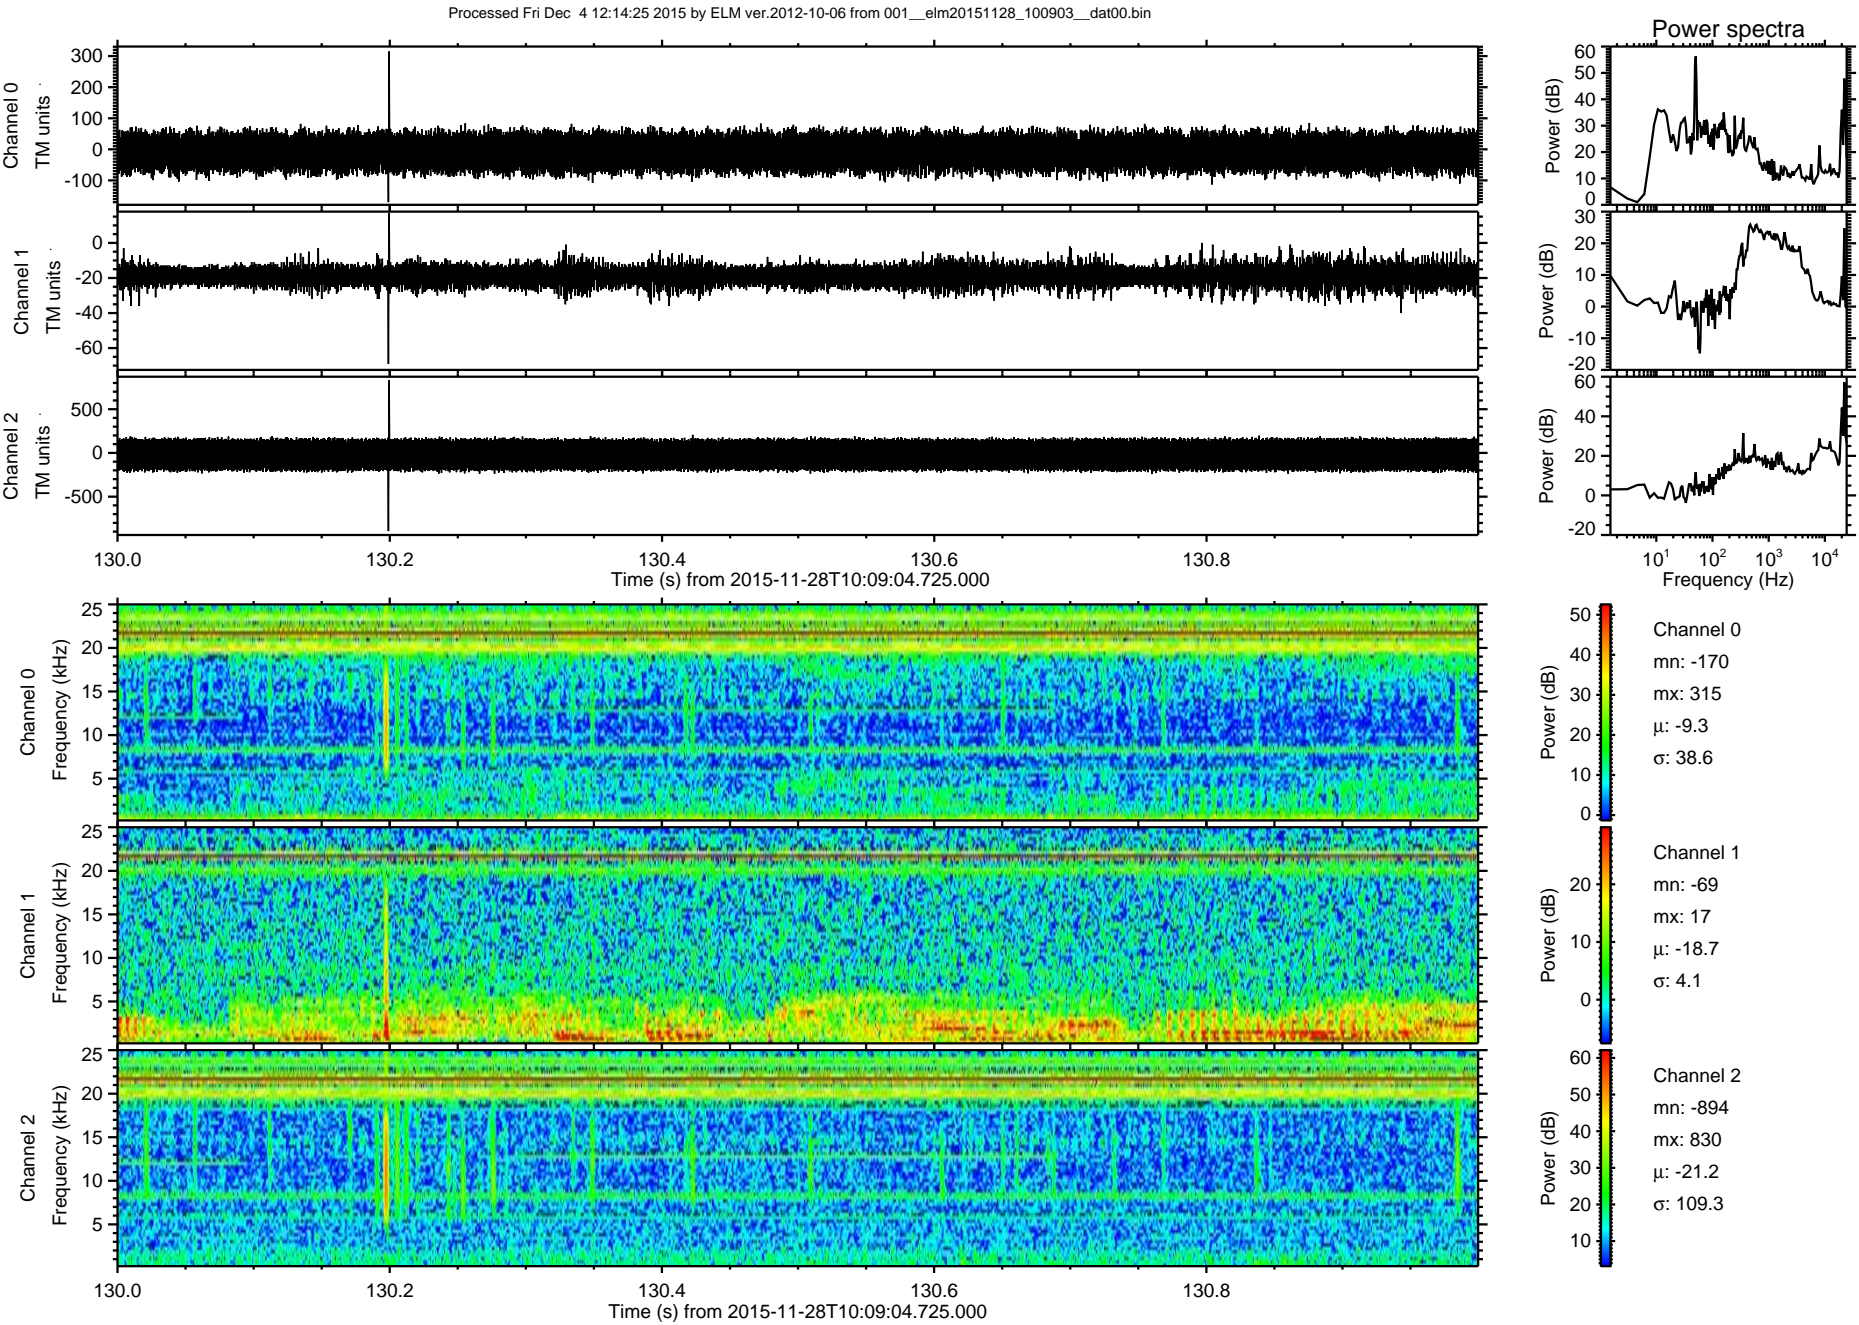 Processed Fri Dec  4 12:14:25 2015 by ELM ver.2012-10-06 from 001__elm20151128_100903__dat00.bin
Power spectra
Channel 0
TM units
300
200
100
0
-100
Power (dB)
60
50
40
30
20
10
0
Channel 1
TM units
0
-20
-40
-60
Power (dB)
30
20
10
0
-10
-20
Channel 2
TM units
500
0
-500
Power (dB)
60
40
20
0
-20
130.0 130.2 130.4 130.6 130.8
Time (s) from 2015-11-28T10:09:04.725.000
10¹ 10² 10³ 10⁴
Frequency (Hz)
Channel 0
Frequency (kHz)
25
20
15
10
5
Power (dB)
50
40
30
20
10
0
Channel 0
mn: -170
mx: 315
μ: -9.3
σ: 38.6
Channel 1
Frequency (kHz)
25
20
15
10
5
Power (dB)
20
10
0
Channel 1
mn: -69
mx: 17
μ: -18.7
σ: 4.1
Channel 2
Frequency (kHz)
25
20
15
10
5
Power (dB)
60
50
40
30
20
10
Channel 2
mn: -894
mx: 830
μ: -21.2
σ: 109.3
130.0 130.2 130.4 130.6 130.8
Time (s) from 2015-11-28T10:09:04.725.000